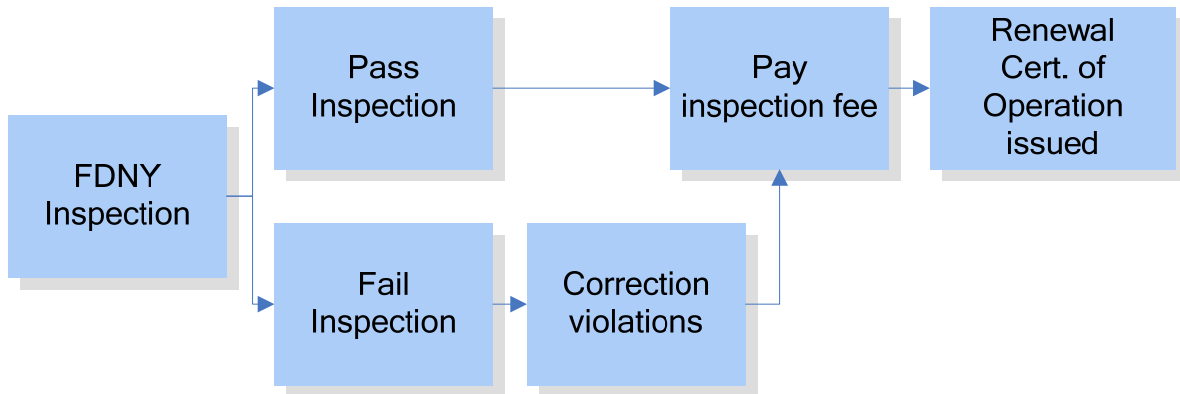 FDNY
Inspection
Pass
Inspection
Fail
Inspection
Correction
violations
Pay
inspection fee
Renewal
Cert. of
Operation
issued